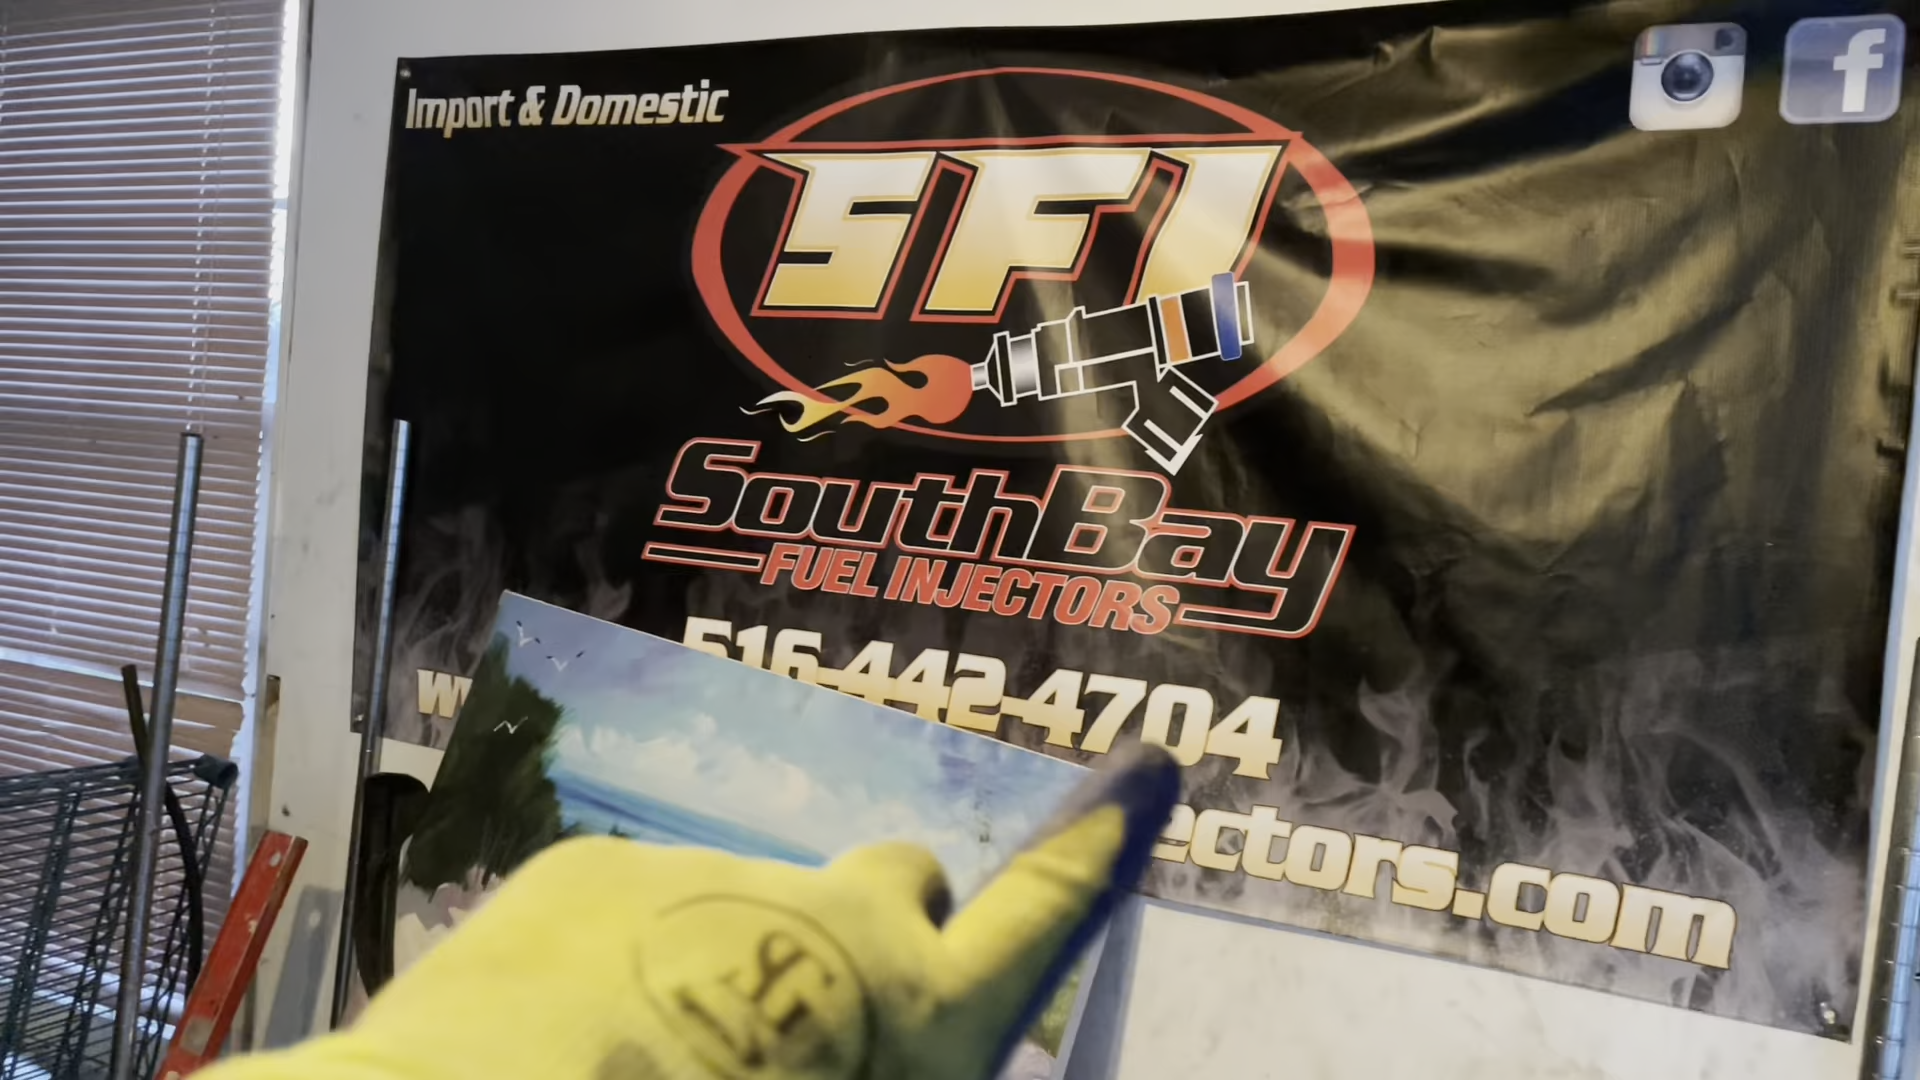 Import & Domestic
f
SFI
SouthBay
FUEL INJECTORS
516-442-4704
ectors.com